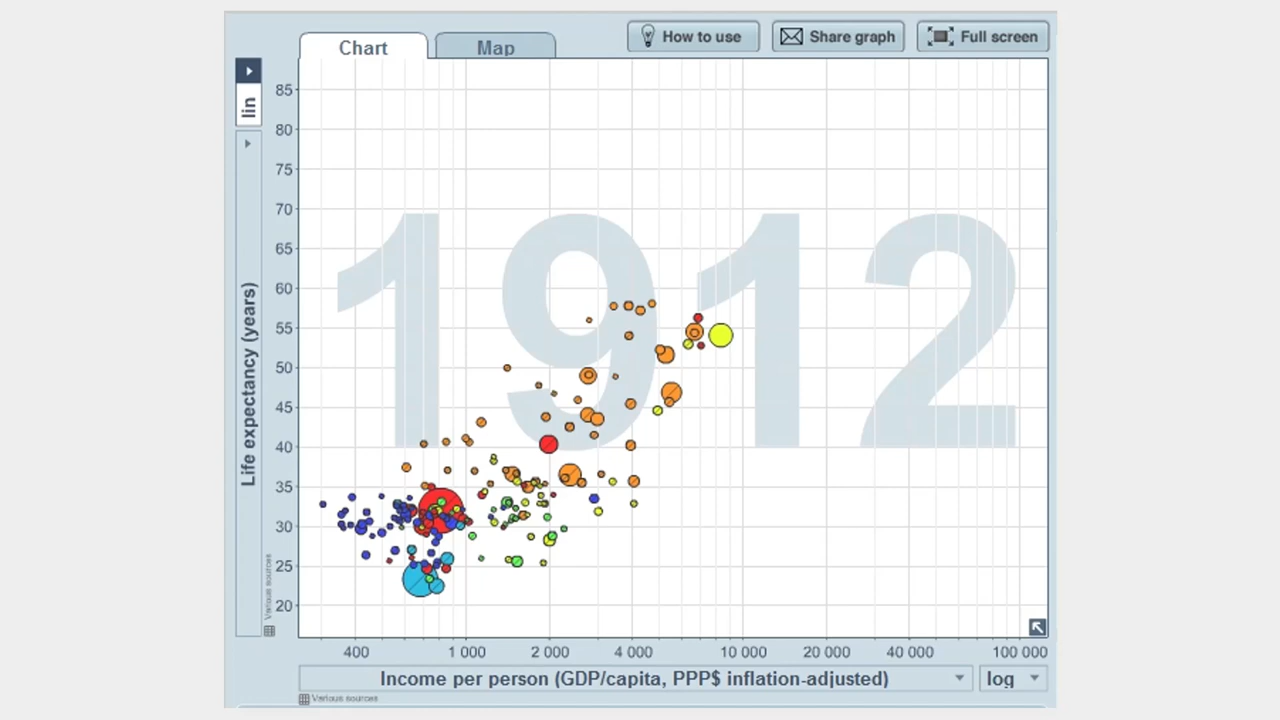 Chart
Map
How to use
Share graph
Full screen
lin
Life expectancy (years)
Various sources
85
80
75
70
65
60
55
50
45
40
35
30
25
20
1912
400
1 000
2 000
4 000
10 000
20 000
40 000
100 000
Income per person (GDP/capita, PPP$ inflation-adjusted)
log
Various sources